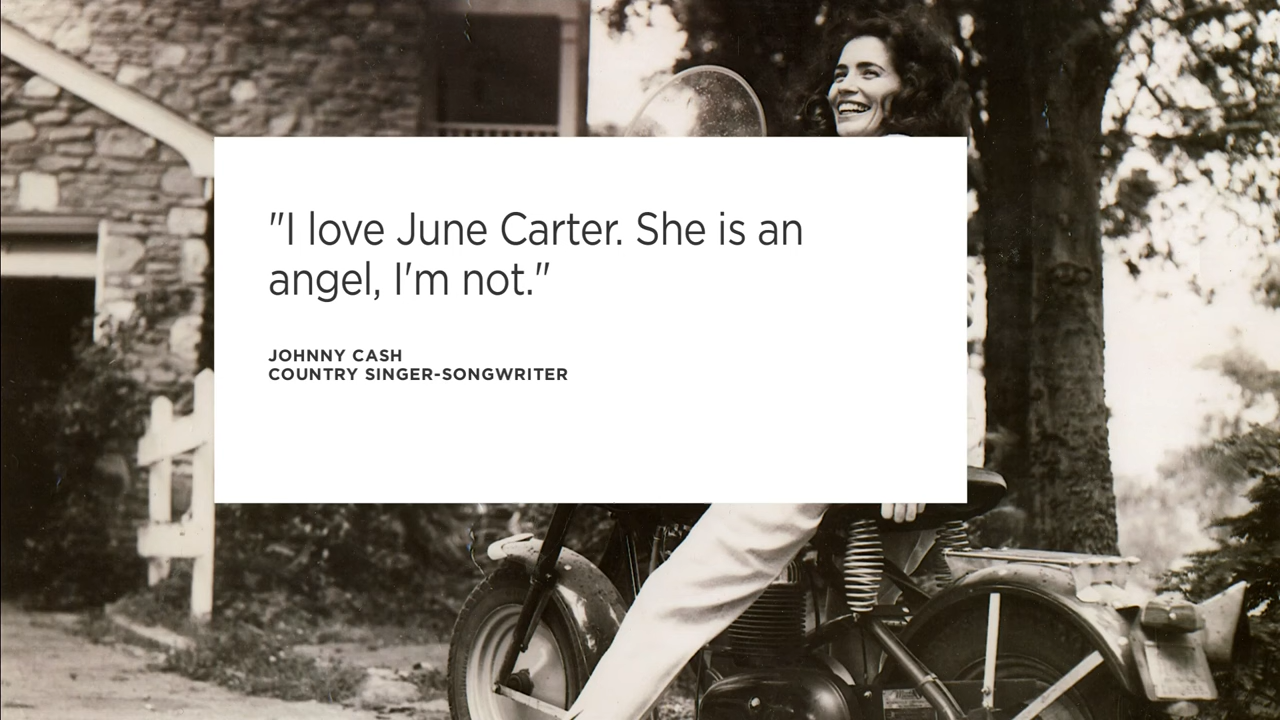 "I love June Carter. She is an
angel, I'm not."
JOHNNY CASH
COUNTRY SINGER-SONGWRITER